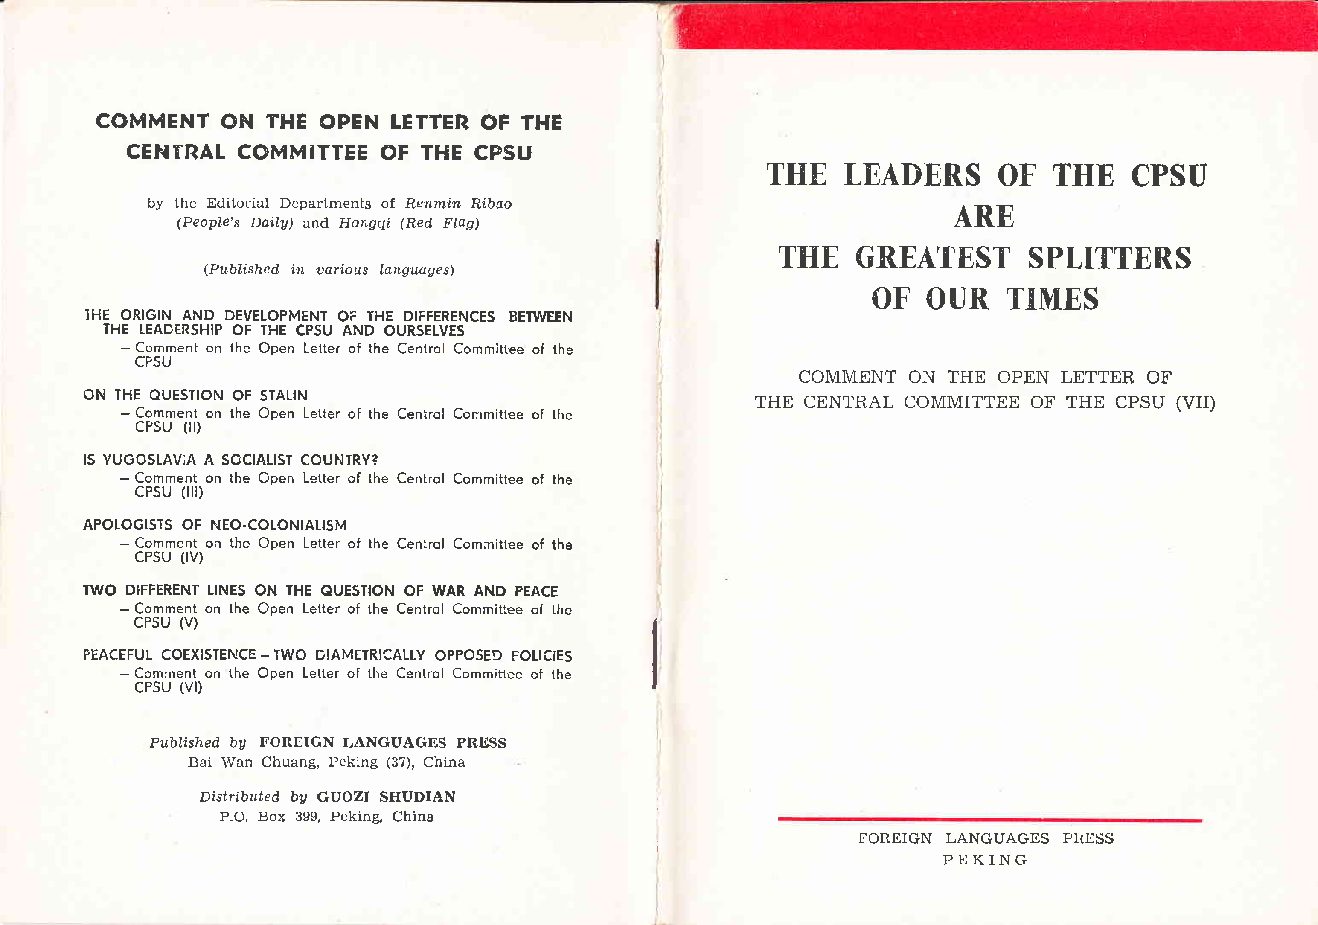 COMMENT ON THE OPEN LETTER OF THE
CENTRAL COMMITTEE OF THE CPSU
by the Editorial Departments of Renmin Ribao
(People's Daily) and Hongqi (Red Flag)
(Published in various languages)
THE ORIGIN AND DEVELOPMENT OF THE DIFFERENCES BETWEEN
THE LEADERSHIP OF THE CPSU AND OURSELVES
– Comment on the Open Letter of the Central Committee of the
CPSU
ON THE QUESTION OF STALIN
– Comment on the Open Letter of the Central Committee of the
CPSU (II)
IS YUGOSLAVIA A SOCIALIST COUNTRY?
– Comment on the Open Letter of the Central Committee of the
CPSU (III)
APOLOGISTS OF NEO-COLONIALISM
– Comment on the Open Letter of the Central Committee of the
CPSU (IV)
TWO DIFFERENT LINES ON THE QUESTION OF WAR AND PEACE
– Comment on the Open Letter of the Central Committee of the
CPSU (V)
PEACEFUL COEXISTENCE – TWO DIAMETRICALLY OPPOSED POLICIES
– Comment on the Open Letter of the Central Committee of the
CPSU (VI)
Published by FOREIGN LANGUAGES PRESS
Bai Wan Chuang, Peking (37), China
Distributed by GUOZI SHUDIAN
P.O. Box 399, Peking, China
THE LEADERS OF THE CPSU
ARE
THE GREATEST SPLITTERS
OF OUR TIMES
COMMENT ON THE OPEN LETTER OF
THE CENTRAL COMMITTEE OF THE CPSU (VII)
FOREIGN LANGUAGES PRESS
PEKING